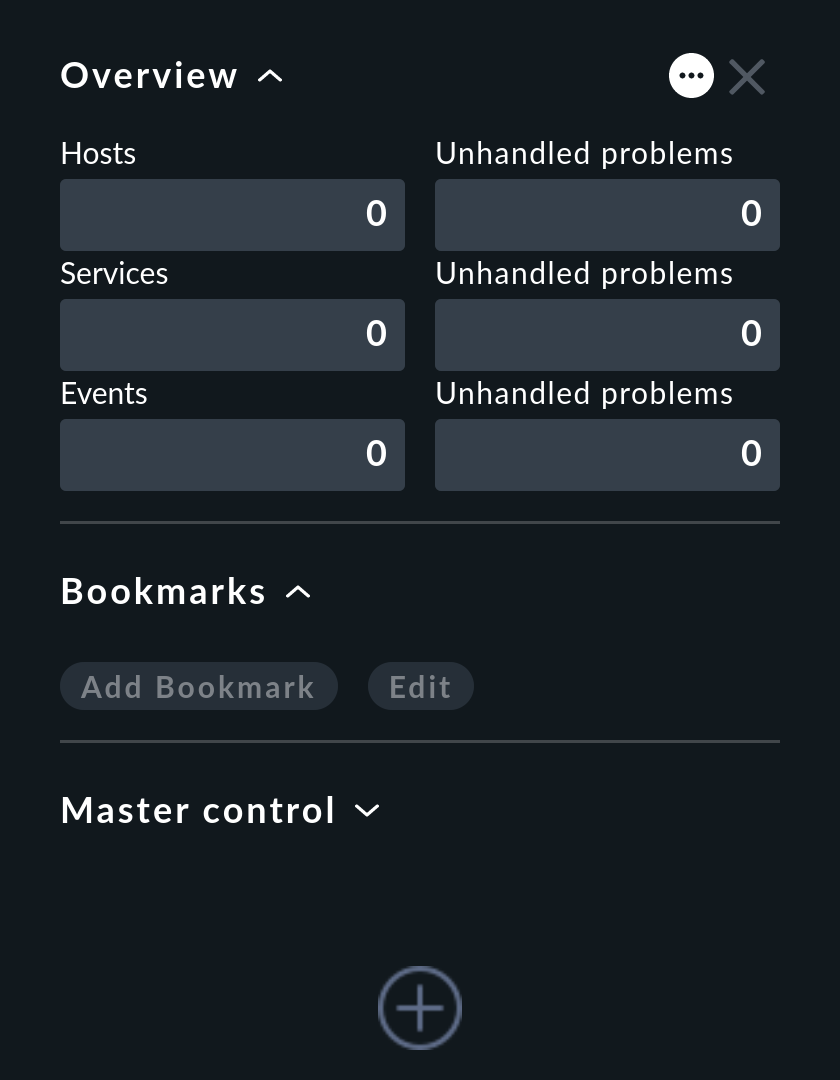 Overview
Hosts Unhandled problems
0 0
Services Unhandled problems
0 0
Events Unhandled problems
0 0
Bookmarks
Add Bookmark Edit
Master control